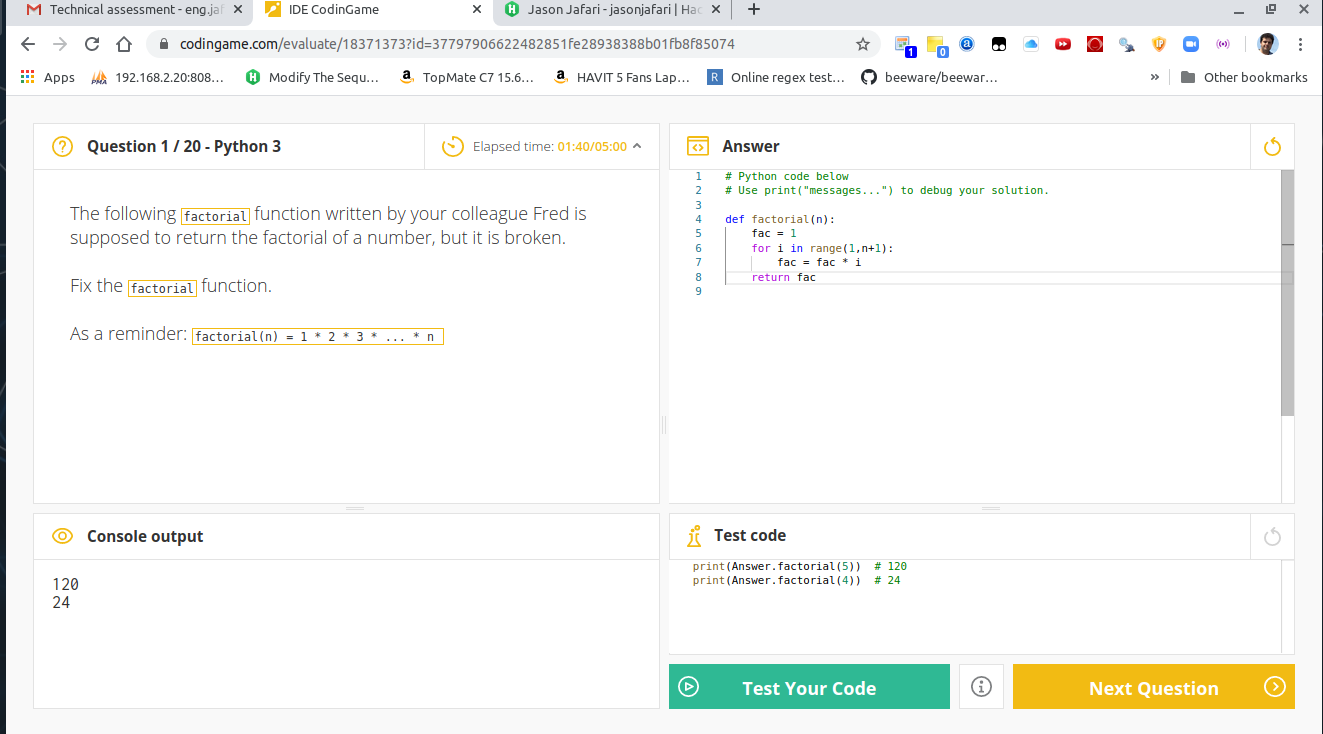 Technical assessment - eng.jaf
IDE CodinGame
Jason Jafari - jasonjafari | Hac
codingame.com/evaluate/18371373?id=37797906622482851fe28938388b01fb8f85074
1
0
Apps
192.168.2.20:808...
Modify The Sequ...
TopMate C7 15.6...
HAVIT 5 Fans Lap...
Online regex test...
beeware/beewar...
»
Other bookmarks
Question 1 / 20 - Python 3
Elapsed time: 01:40/05:00
The following factorial function written by your colleague Fred is
supposed to return the factorial of a number, but it is broken.
Fix the factorial function.
As a reminder: factorial(n) = 1 * 2 * 3 * ... * n
Answer
1 # Python code below
2 # Use print("messages...") to debug your solution.
3
4 def factorial(n):
5     fac = 1
6     for i in range(1,n+1):
7         fac = fac * i
8     return fac
9
Console output
120
24
Test code
print(Answer.factorial(5))  # 120
print(Answer.factorial(4))  # 24
Test Your Code
Next Question